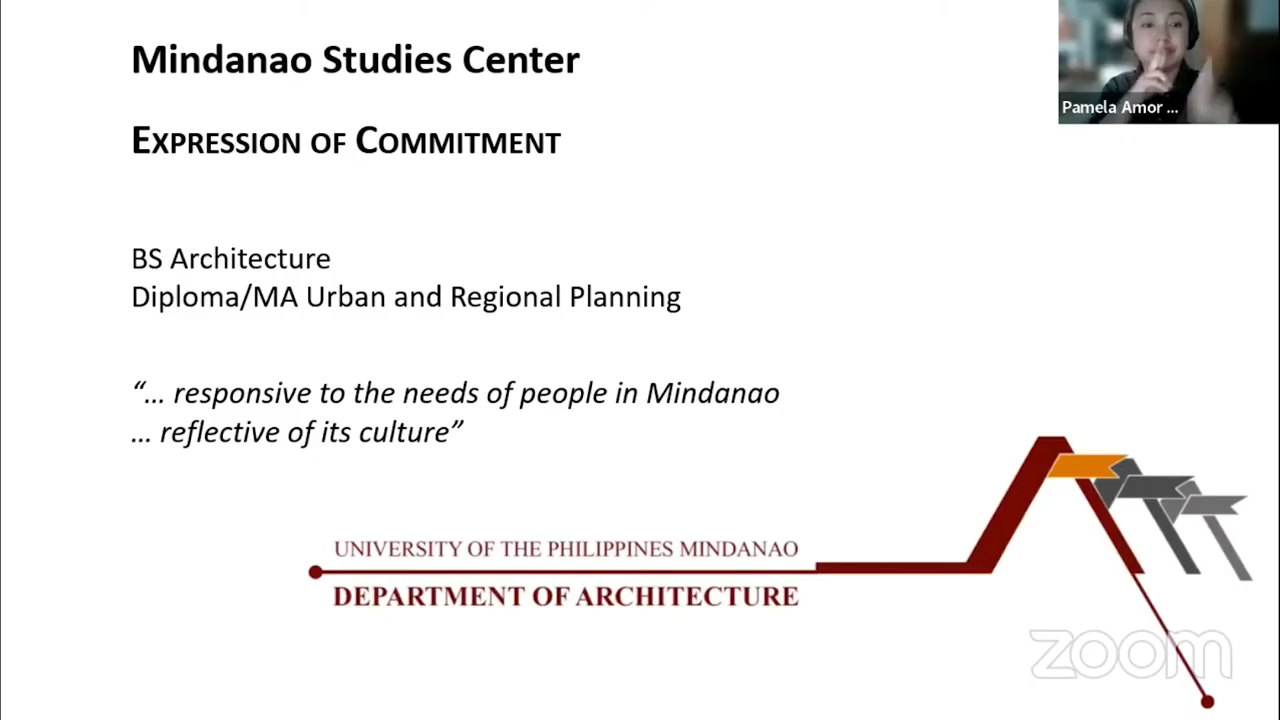 Mindanao Studies Center
EXPRESSION OF COMMITMENT
BS Architecture
Diploma/MA Urban and Regional Planning
“... responsive to the needs of people in Mindanao
... reflective of its culture”
UNIVERSITY OF THE PHILIPPINES MINDANAO
DEPARTMENT OF ARCHITECTURE
Pamela Amor ...
zoom